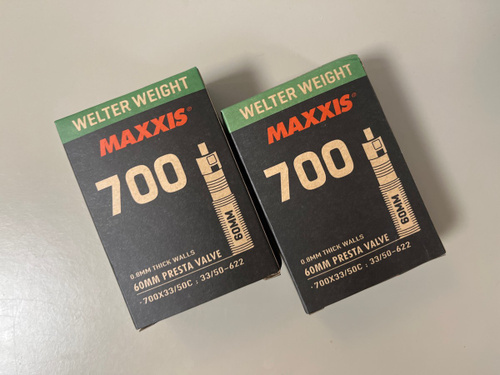 WELTER WEIGHT
MAXXIS®
700
60MM
0.8MM THICK WALLS
60MM PRESTA VALVE
·700X33/50C , 33/50-622
WELTER WEIGHT
MAXXIS®
700
60MM
0.8MM THICK WALLS
60MM PRESTA VALVE
·700X33/50C , 33/50-622